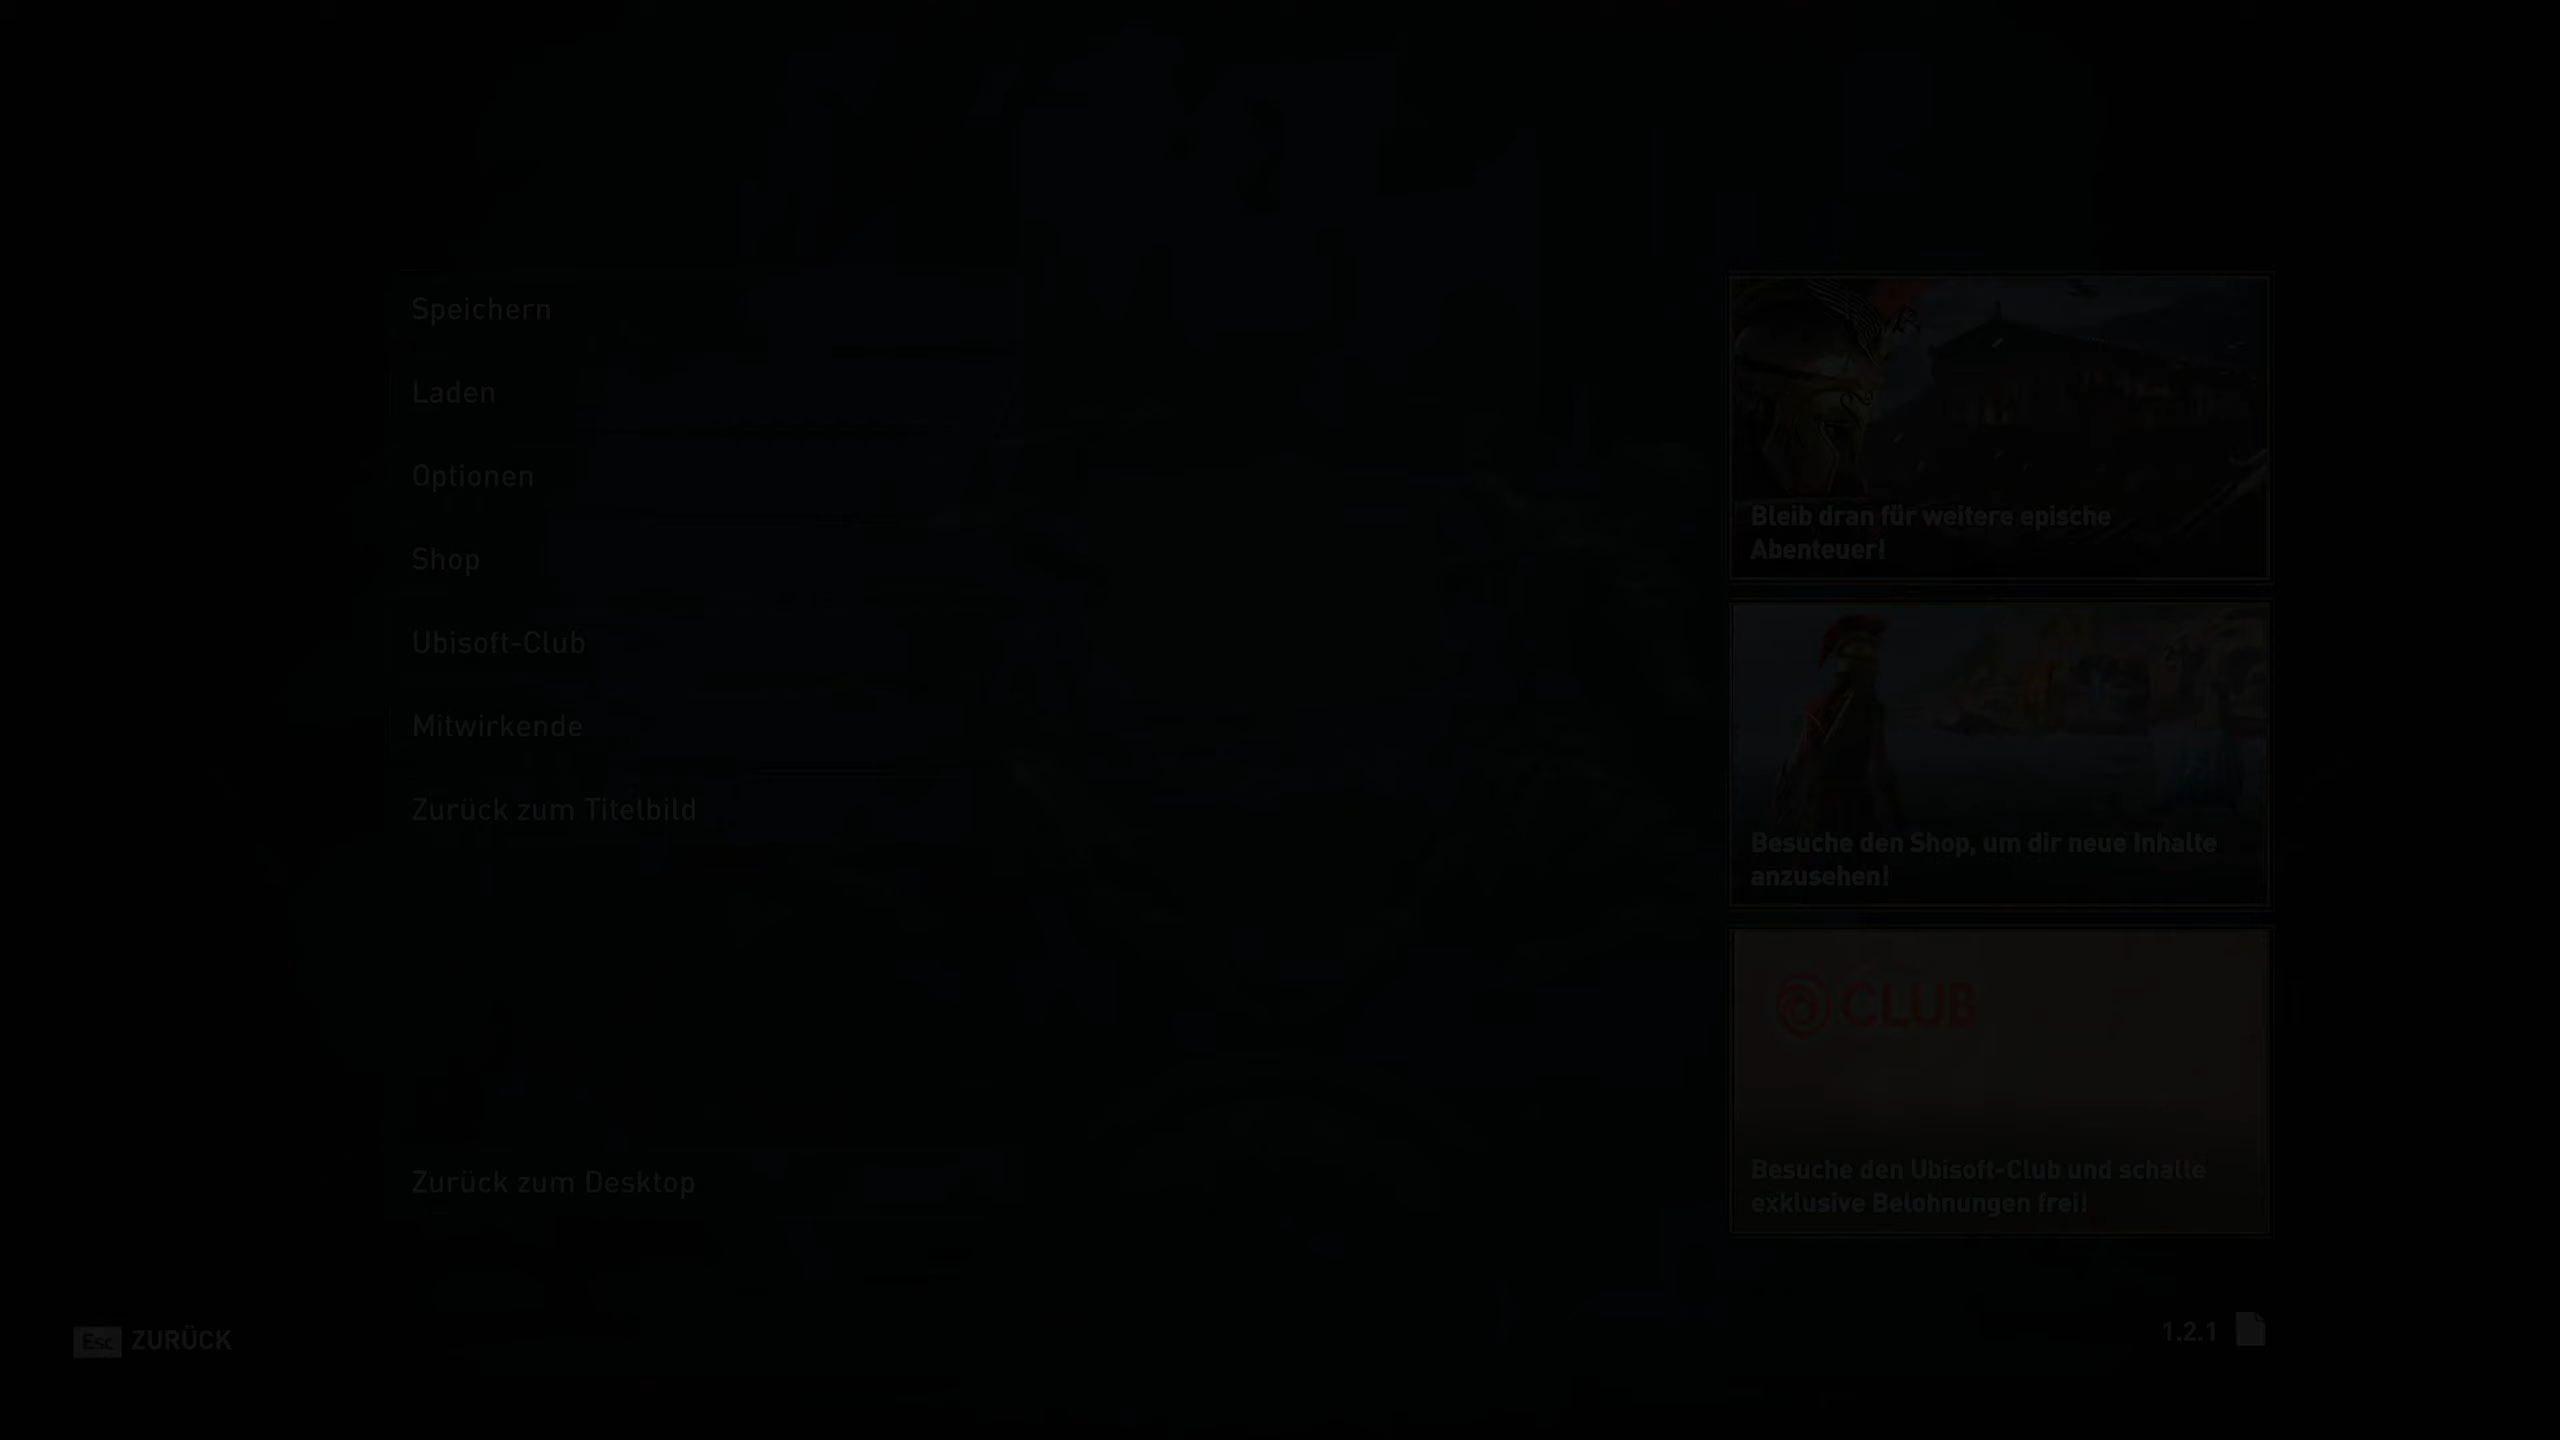 Speichern
Laden
Optionen
Shop
Ubisoft-Club
Mitwirkende
Zurück zum Titelbild
Zurück zum Desktop
Bleib dran für weitere epische
Abenteuer!
Besuche den Shop, um dir neue Inhalte
anzusehen!
CLUB
Besuche den Ubisoft-Club und schalte
exklusive Belohnungen frei!
Esc ZURÜCK
1.2.1